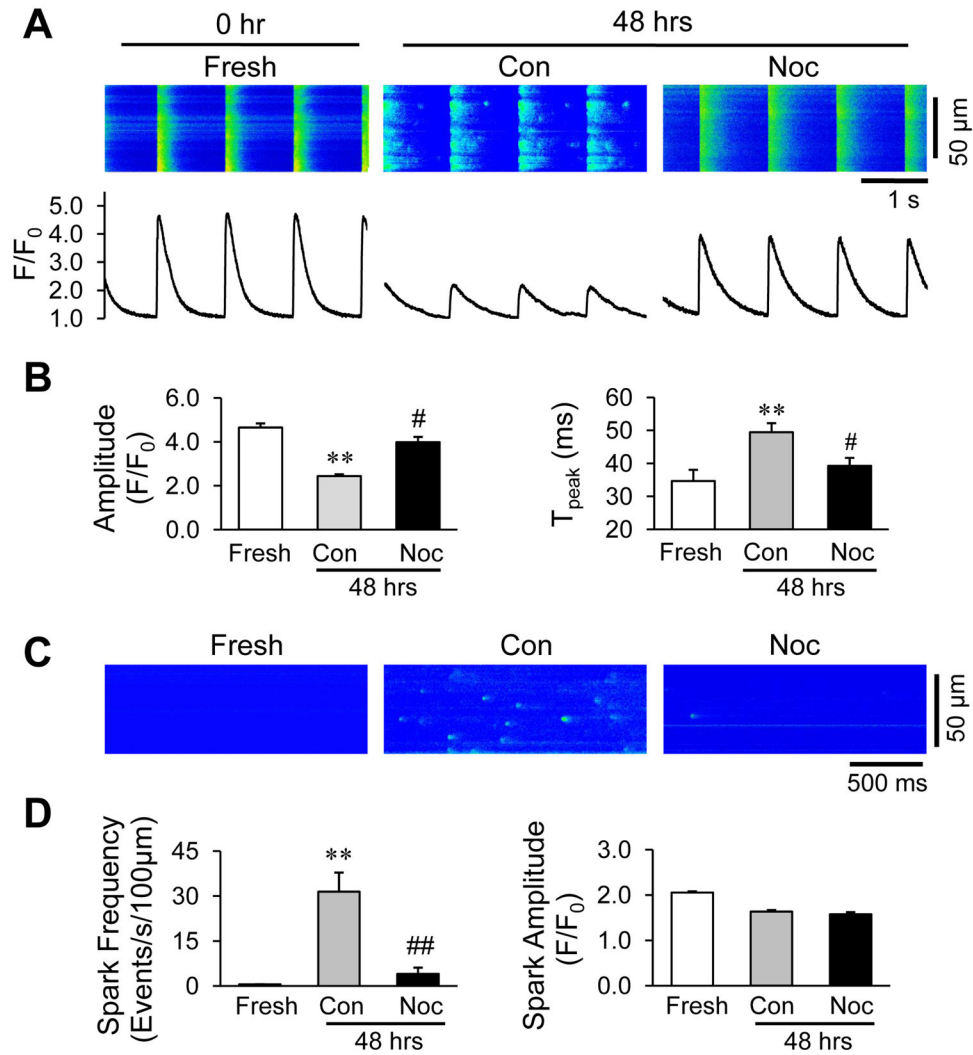 A
0 hr
48 hrs
Fresh
Con
Noc
50 µm
1 s
F/F0
5.0
4.0
3.0
2.0
1.0
B
Amplitude
(F/F0)
6.0
4.0
2.0
0.0
**
#
Fresh
Con
Noc
48 hrs
Tpeak (ms)
60
50
40
30
20
**
#
Fresh
Con
Noc
48 hrs
C
Fresh
Con
Noc
50 µm
500 ms
D
Spark Frequency
(Events/s/100µm)
45
30
15
0
**
##
Fresh
Con
Noc
48 hrs
Spark Amplitude
(F/F0)
3.0
2.0
1.0
0.0
Fresh
Con
Noc
48 hrs